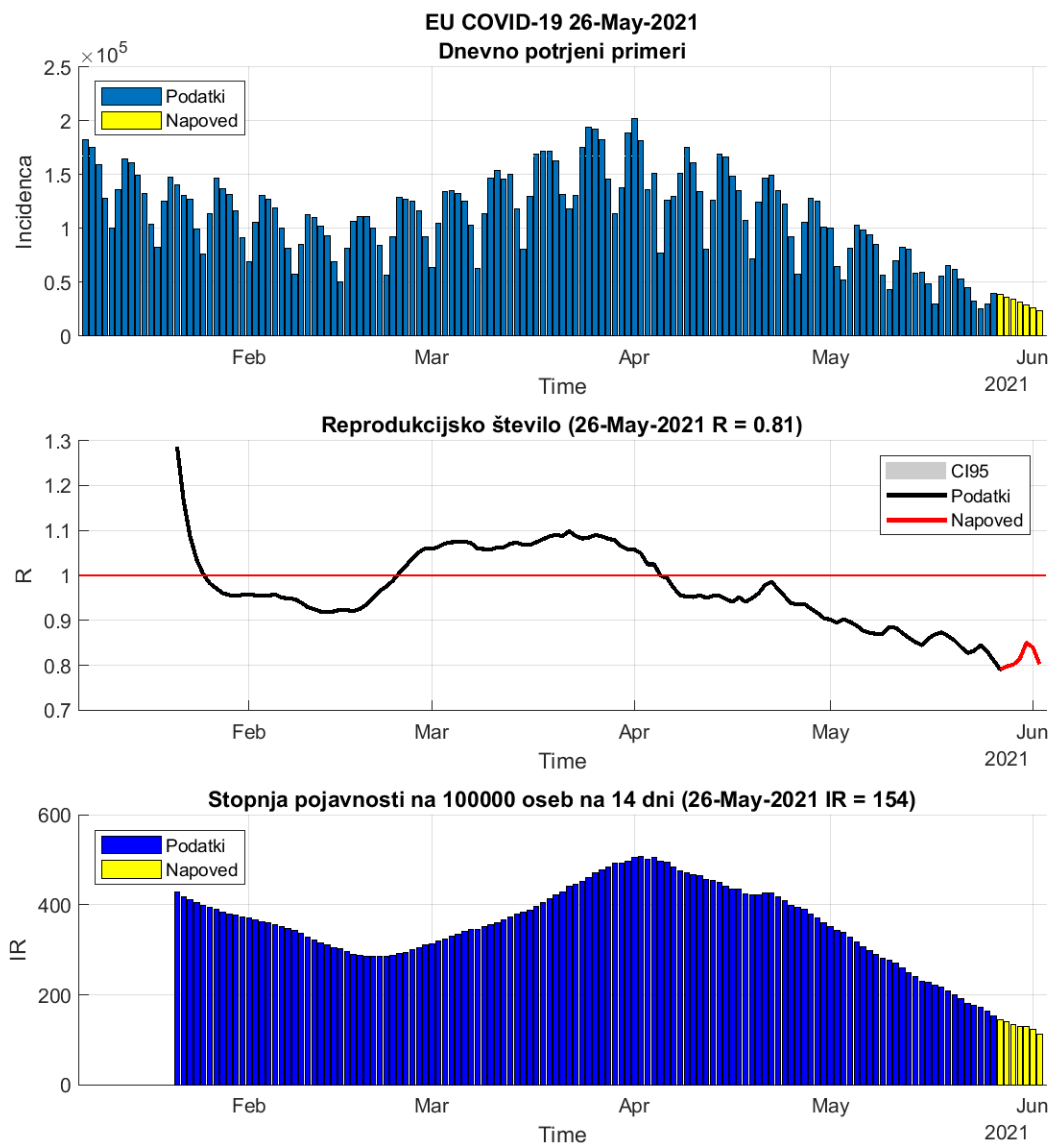 EU COVID-19 26-May-2021
Dnevno potrjeni primeri
×10^5
2.5
2
1.5
1
0.5
0
Incidenca
Podatki
Napoved
Feb
Mar
Apr
May
Jun
Time
2021
Reprodukcijsko število (26-May-2021 R = 0.81)
1.3
1.2
1.1
1
0.9
0.8
0.7
R
CI95
Podatki
Napoved
Feb
Mar
Apr
May
Jun
Time
2021
Stopnja pojavnosti na 100000 oseb na 14 dni (26-May-2021 IR = 154)
600
400
200
0
IR
Podatki
Napoved
Feb
Mar
Apr
May
Jun
Time
2021